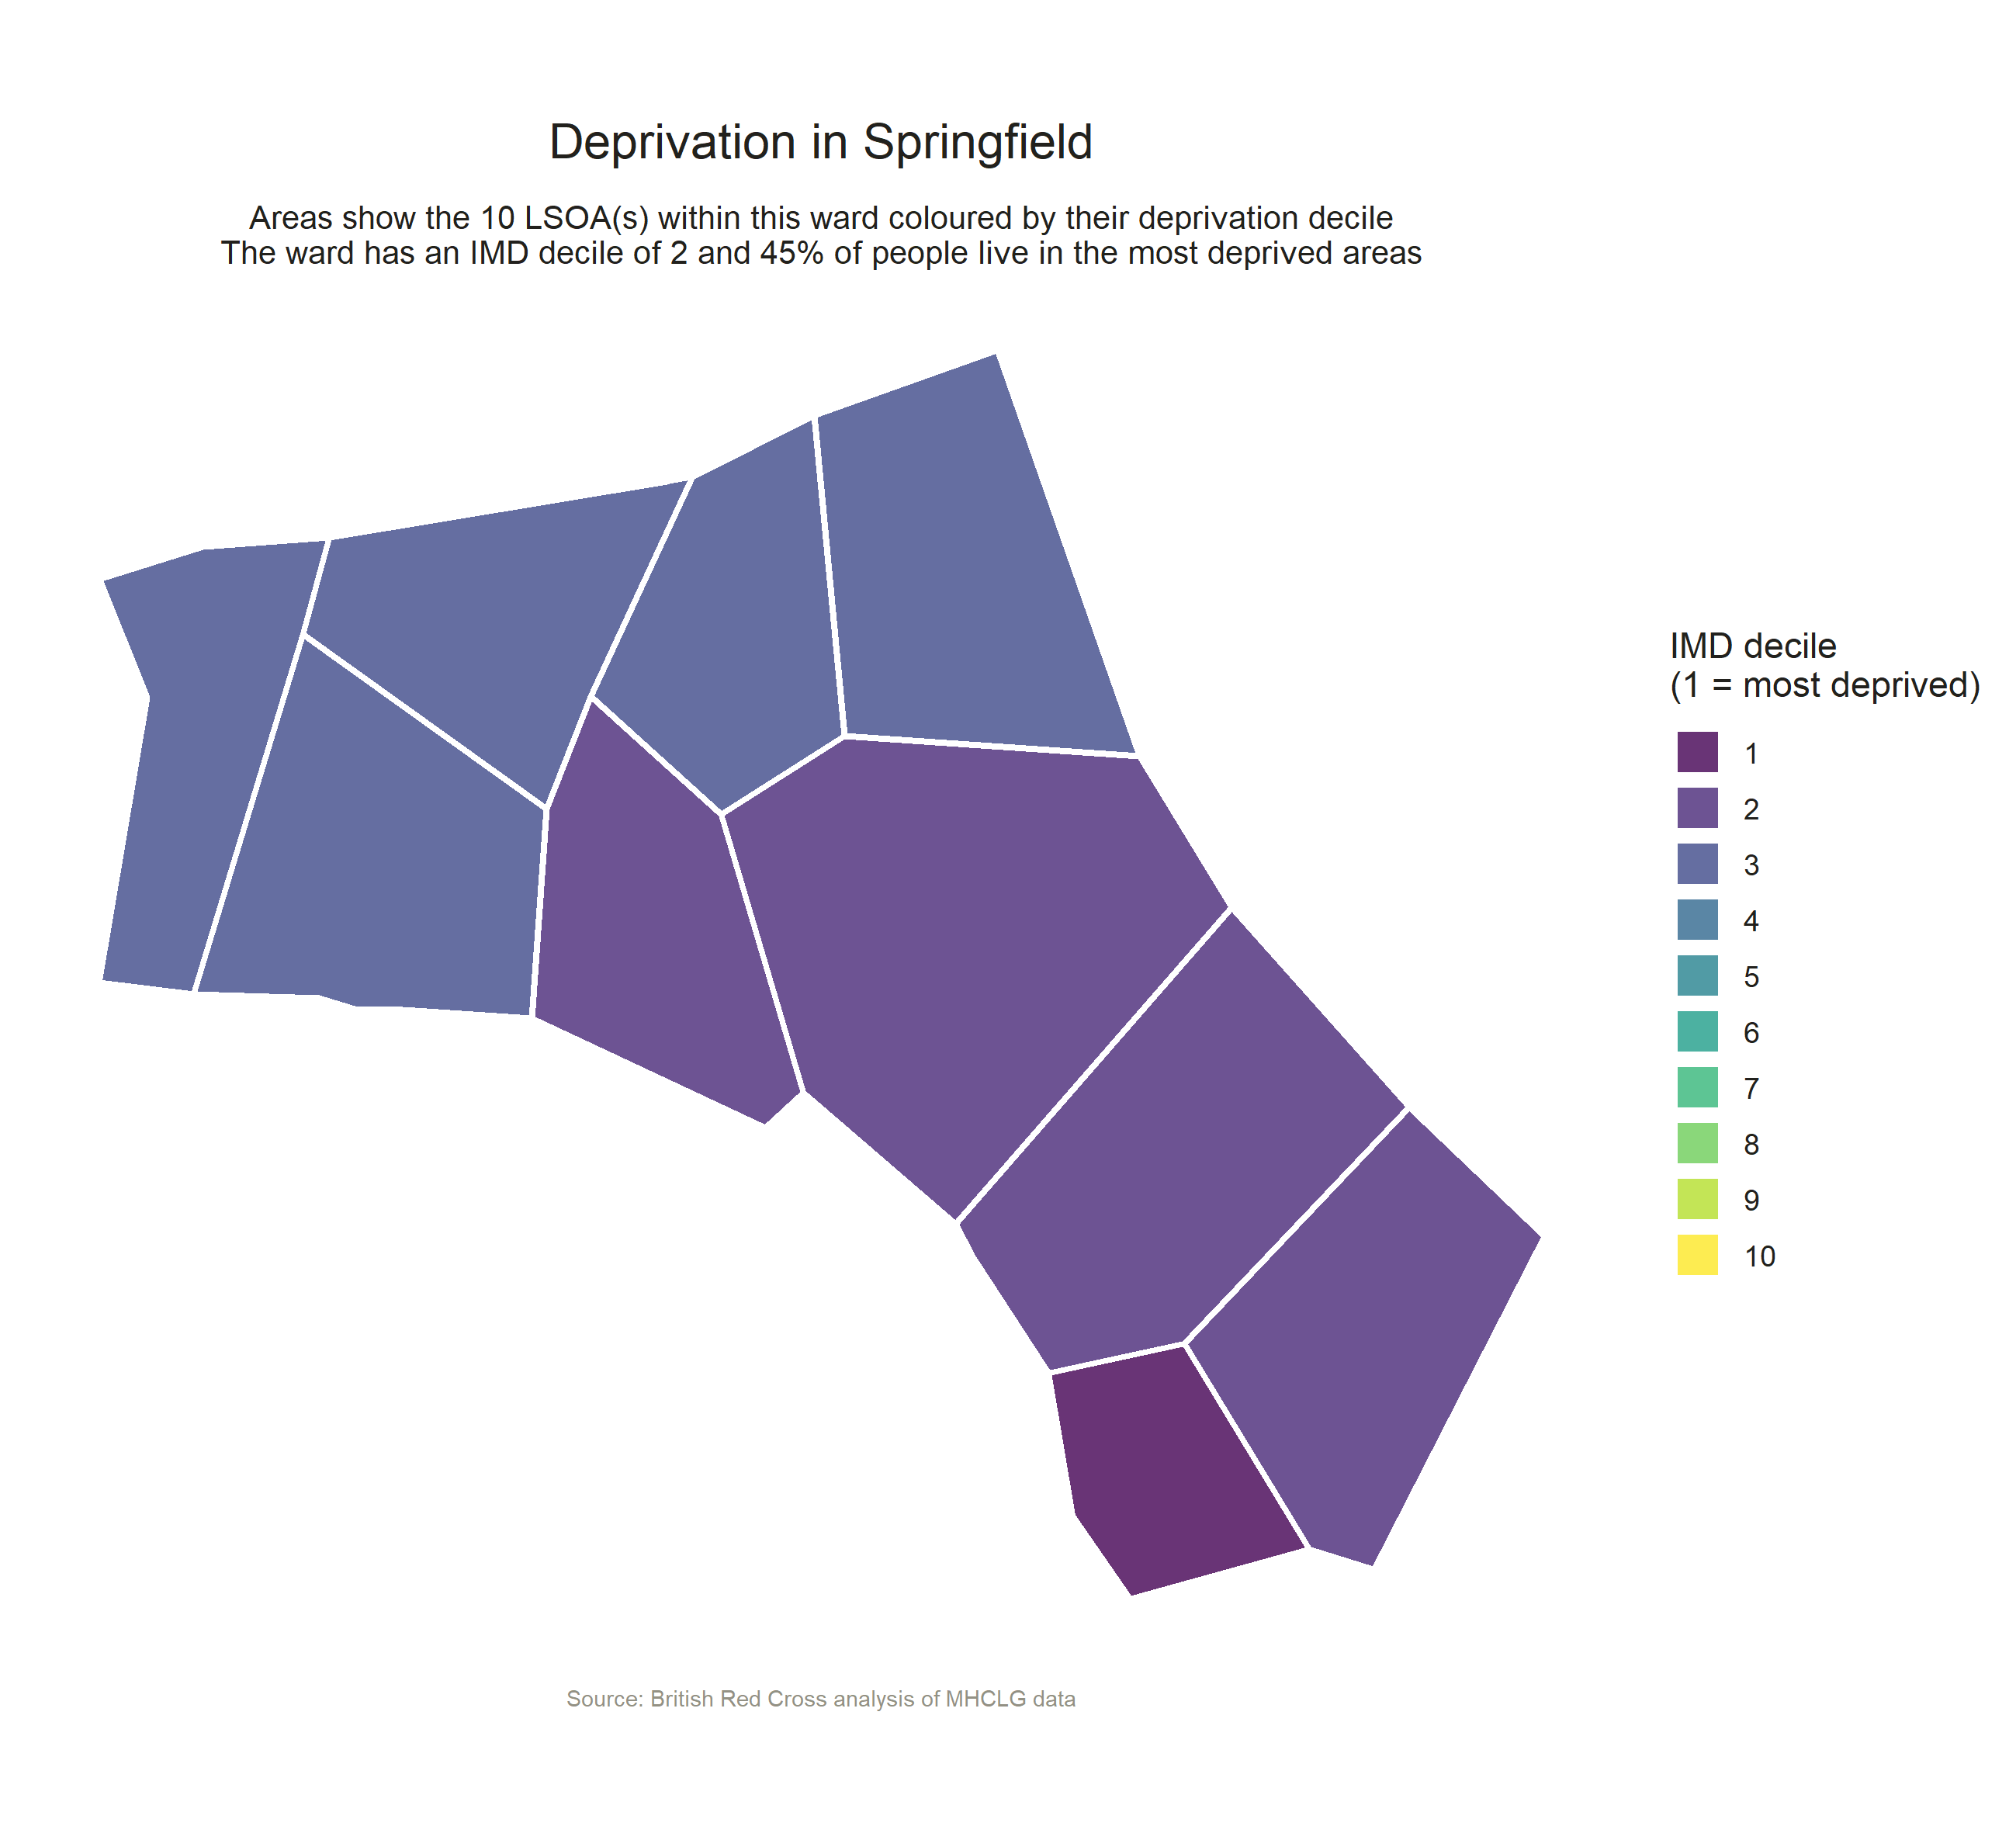 Deprivation in Springfield
Areas show the 10 LSOA(s) within this ward coloured by their deprivation decile
The ward has an IMD decile of 2 and 45% of people live in the most deprived areas
IMD decile
(1 = most deprived)
1
2
3
4
5
6
7
8
9
10
Source: British Red Cross analysis of MHCLG data